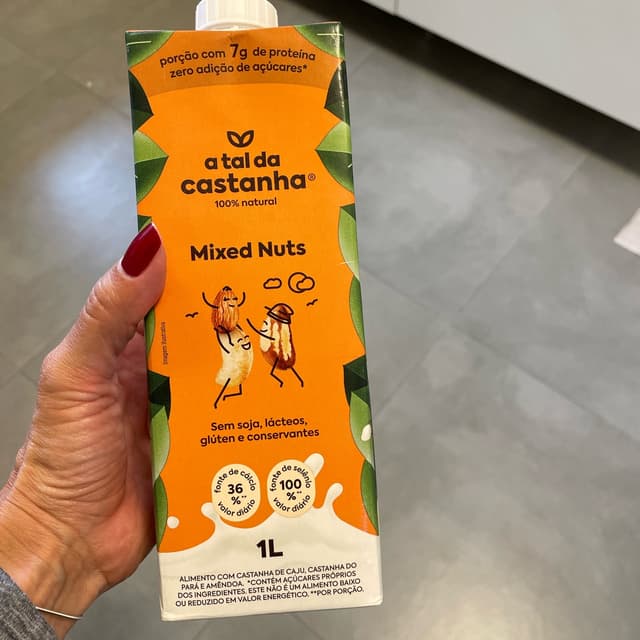 porção com 7g de proteína
zero adição de açúcares*
a tal da
castanha®
100% natural
Mixed Nuts
Imagem ilustrativa
Sem soja, lácteos,
glúten e conservantes
fonte de cálcio
36
%**
valor diário
fonte de selênio
100
%**
valor diário
1L
ALIMENTO COM CASTANHA DE CAJU, CASTANHA DO
PARÁ E AMÊNDOA. *CONTÉM AÇÚCARES PRÓPRIOS
DOS INGREDIENTES. ESTE NÃO É UM ALIMENTO BAIXO
OU REDUZIDO EM VALOR ENERGÉTICO. **POR PORÇÃO.